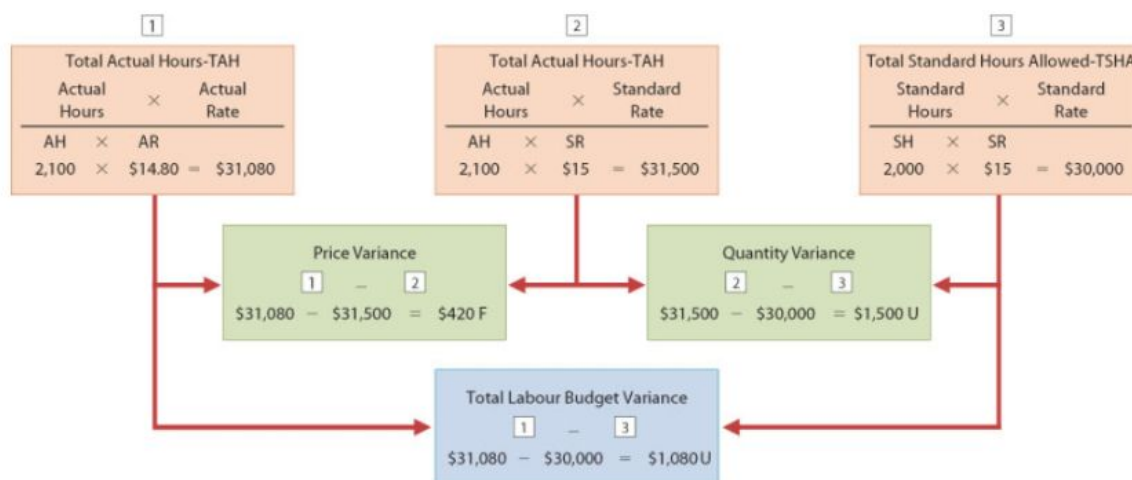 1
Total Actual Hours-TAH
Actual Hours × Actual Rate
AH × AR
2,100 × $14.80 = $31,080
2
Total Actual Hours-TAH
Actual Hours × Standard Rate
AH × SR
2,100 × $15 = $31,500
3
Total Standard Hours Allowed-TSHA
Standard Hours × Standard Rate
SH × SR
2,000 × $15 = $30,000
Price Variance
1 – 2
$31,080 – $31,500 = $420 F
Quantity Variance
2 – 3
$31,500 – $30,000 = $1,500 U
Total Labour Budget Variance
1 – 3
$31,080 – $30,000 = $1,080U